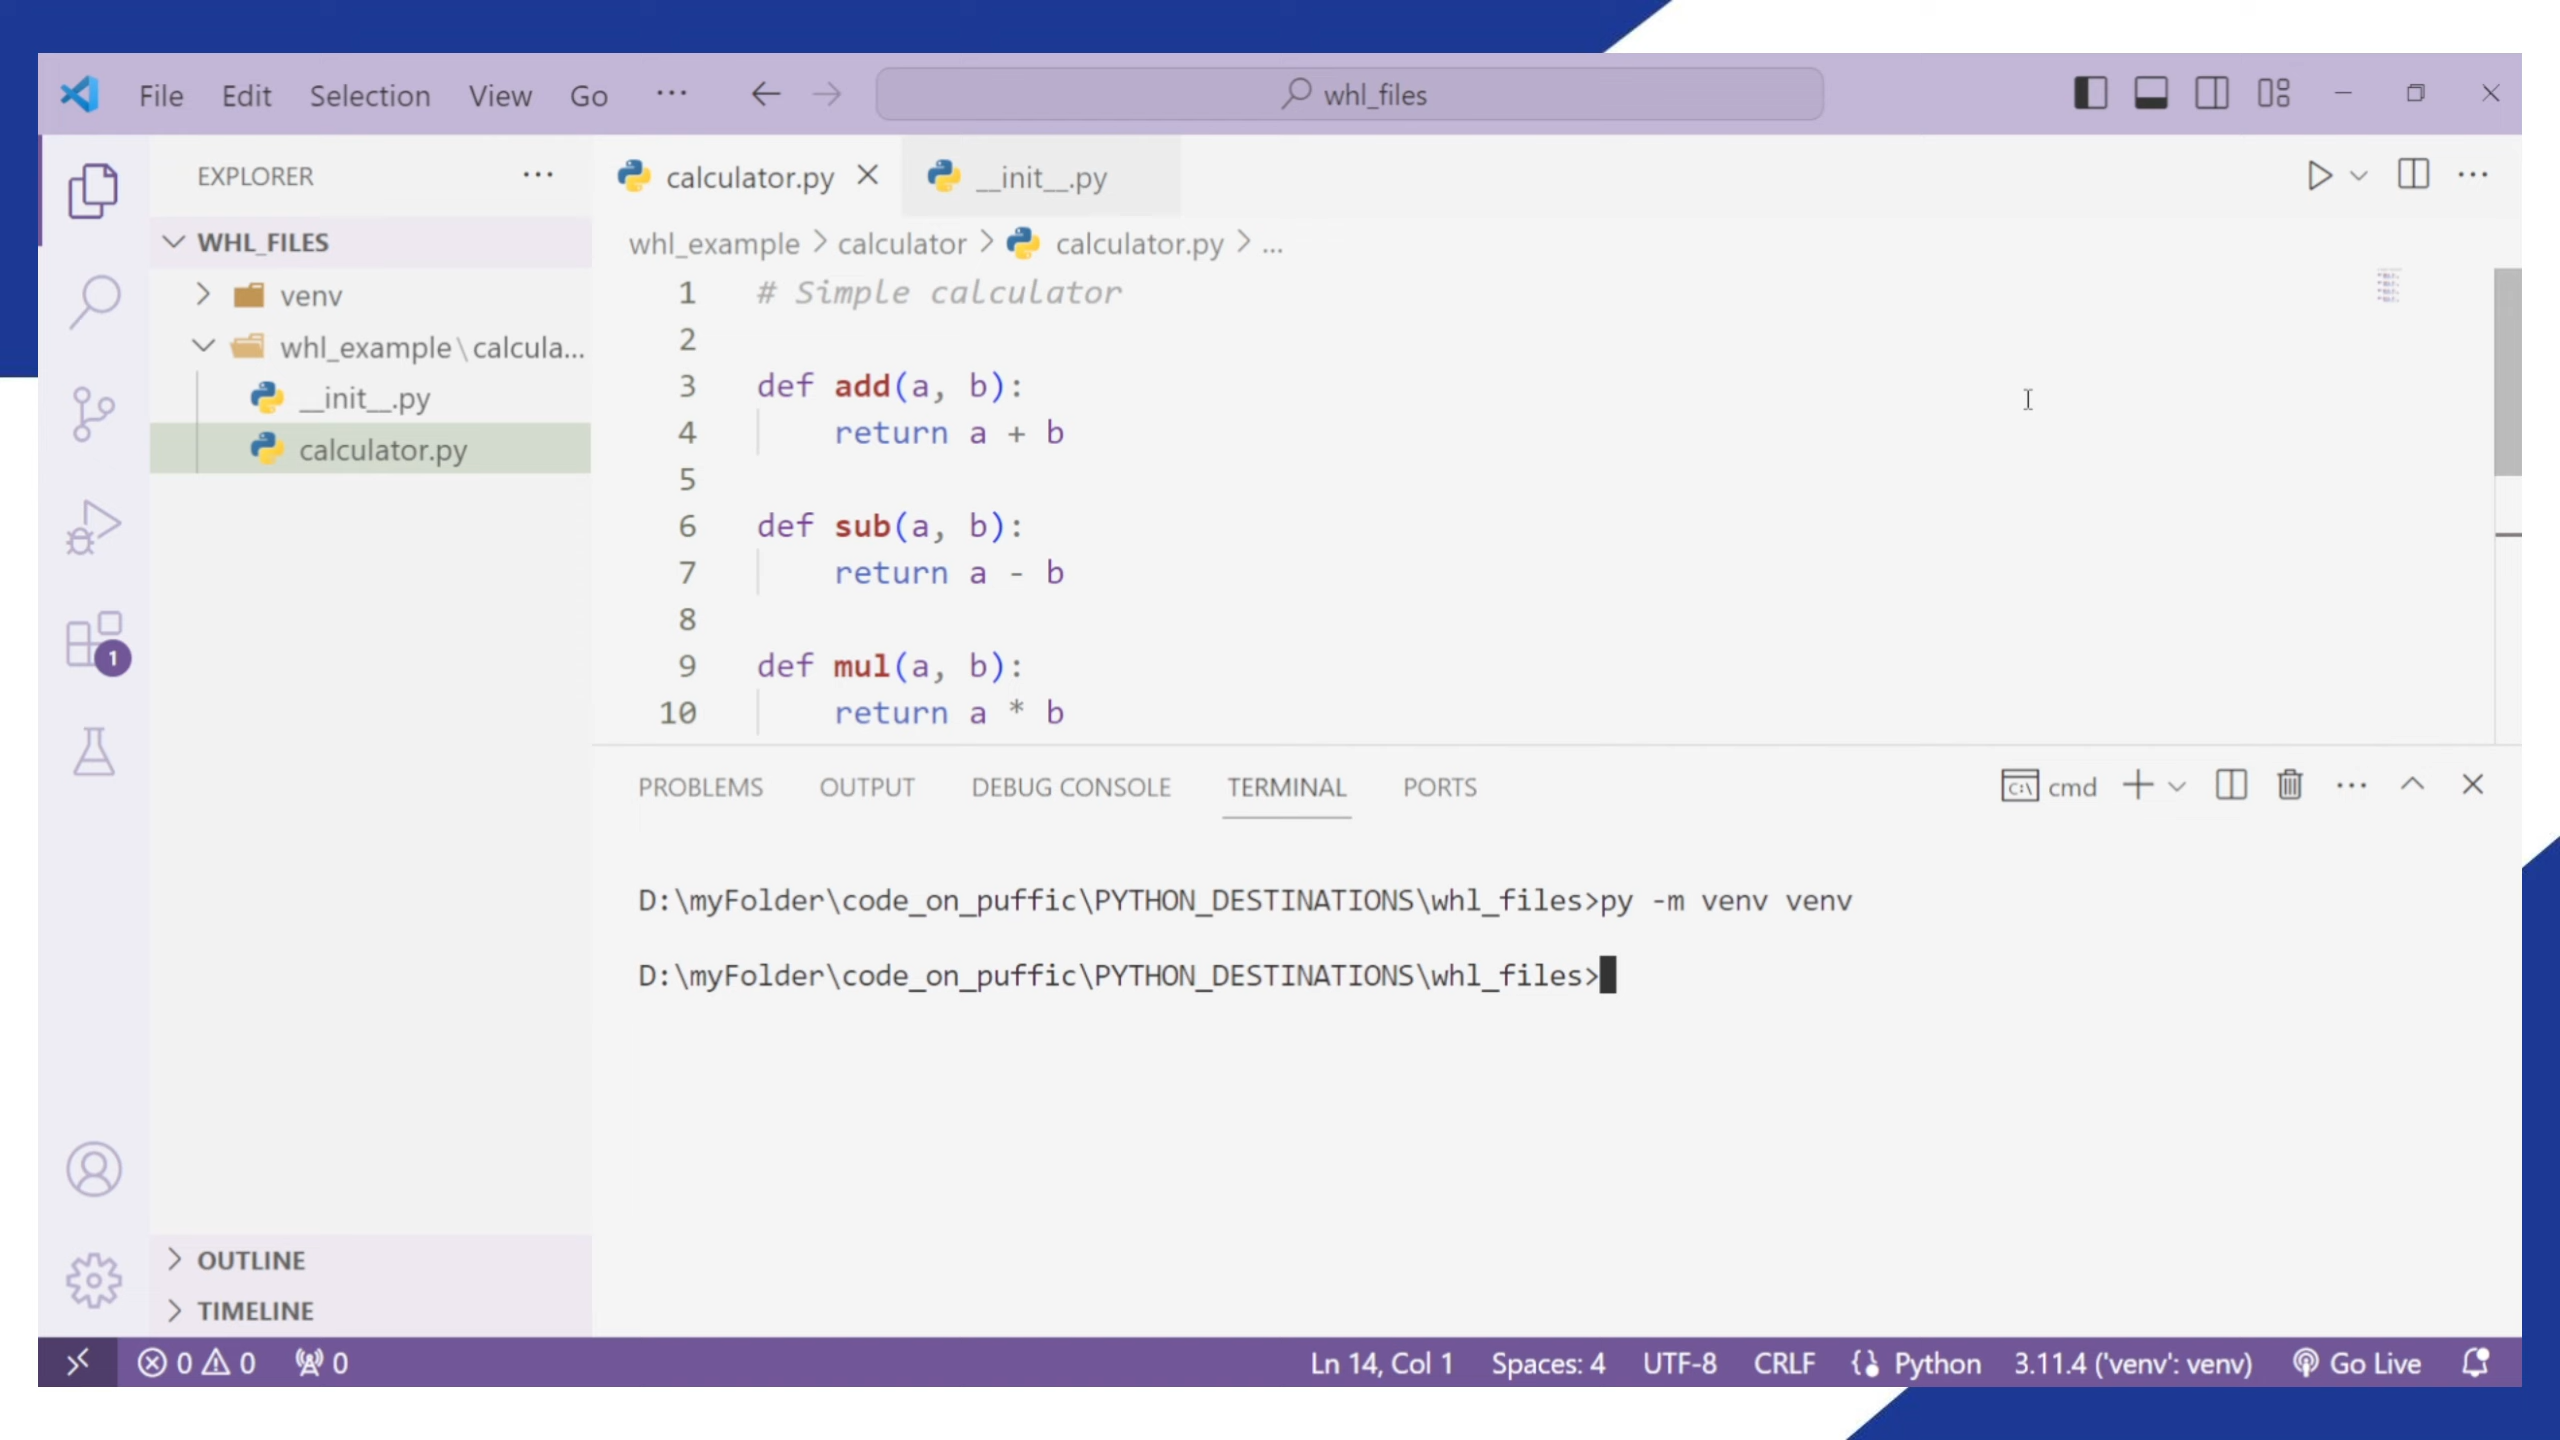 File Edit Selection View Go ··· whl_files
EXPLORER ···
WHL_FILES
venv
whl_example\calcula...
__init__.py
calculator.py
OUTLINE
TIMELINE
1
calculator.py __init__.py
whl_example > calculator > calculator.py > ...
1 # Simple calculator
2
3 def add(a, b):
4 return a + b
5
6 def sub(a, b):
7 return a - b
8
9 def mul(a, b):
10 return a * b
PROBLEMS OUTPUT DEBUG CONSOLE TERMINAL PORTS cmd
D:\myFolder\code_on_puffic\PYTHON_DESTINATIONS\whl_files>py -m venv venv
D:\myFolder\code_on_puffic\PYTHON_DESTINATIONS\whl_files>
0 0 0 Ln 14, Col 1 Spaces: 4 UTF-8 CRLF Python 3.11.4 ('venv': venv) Go Live